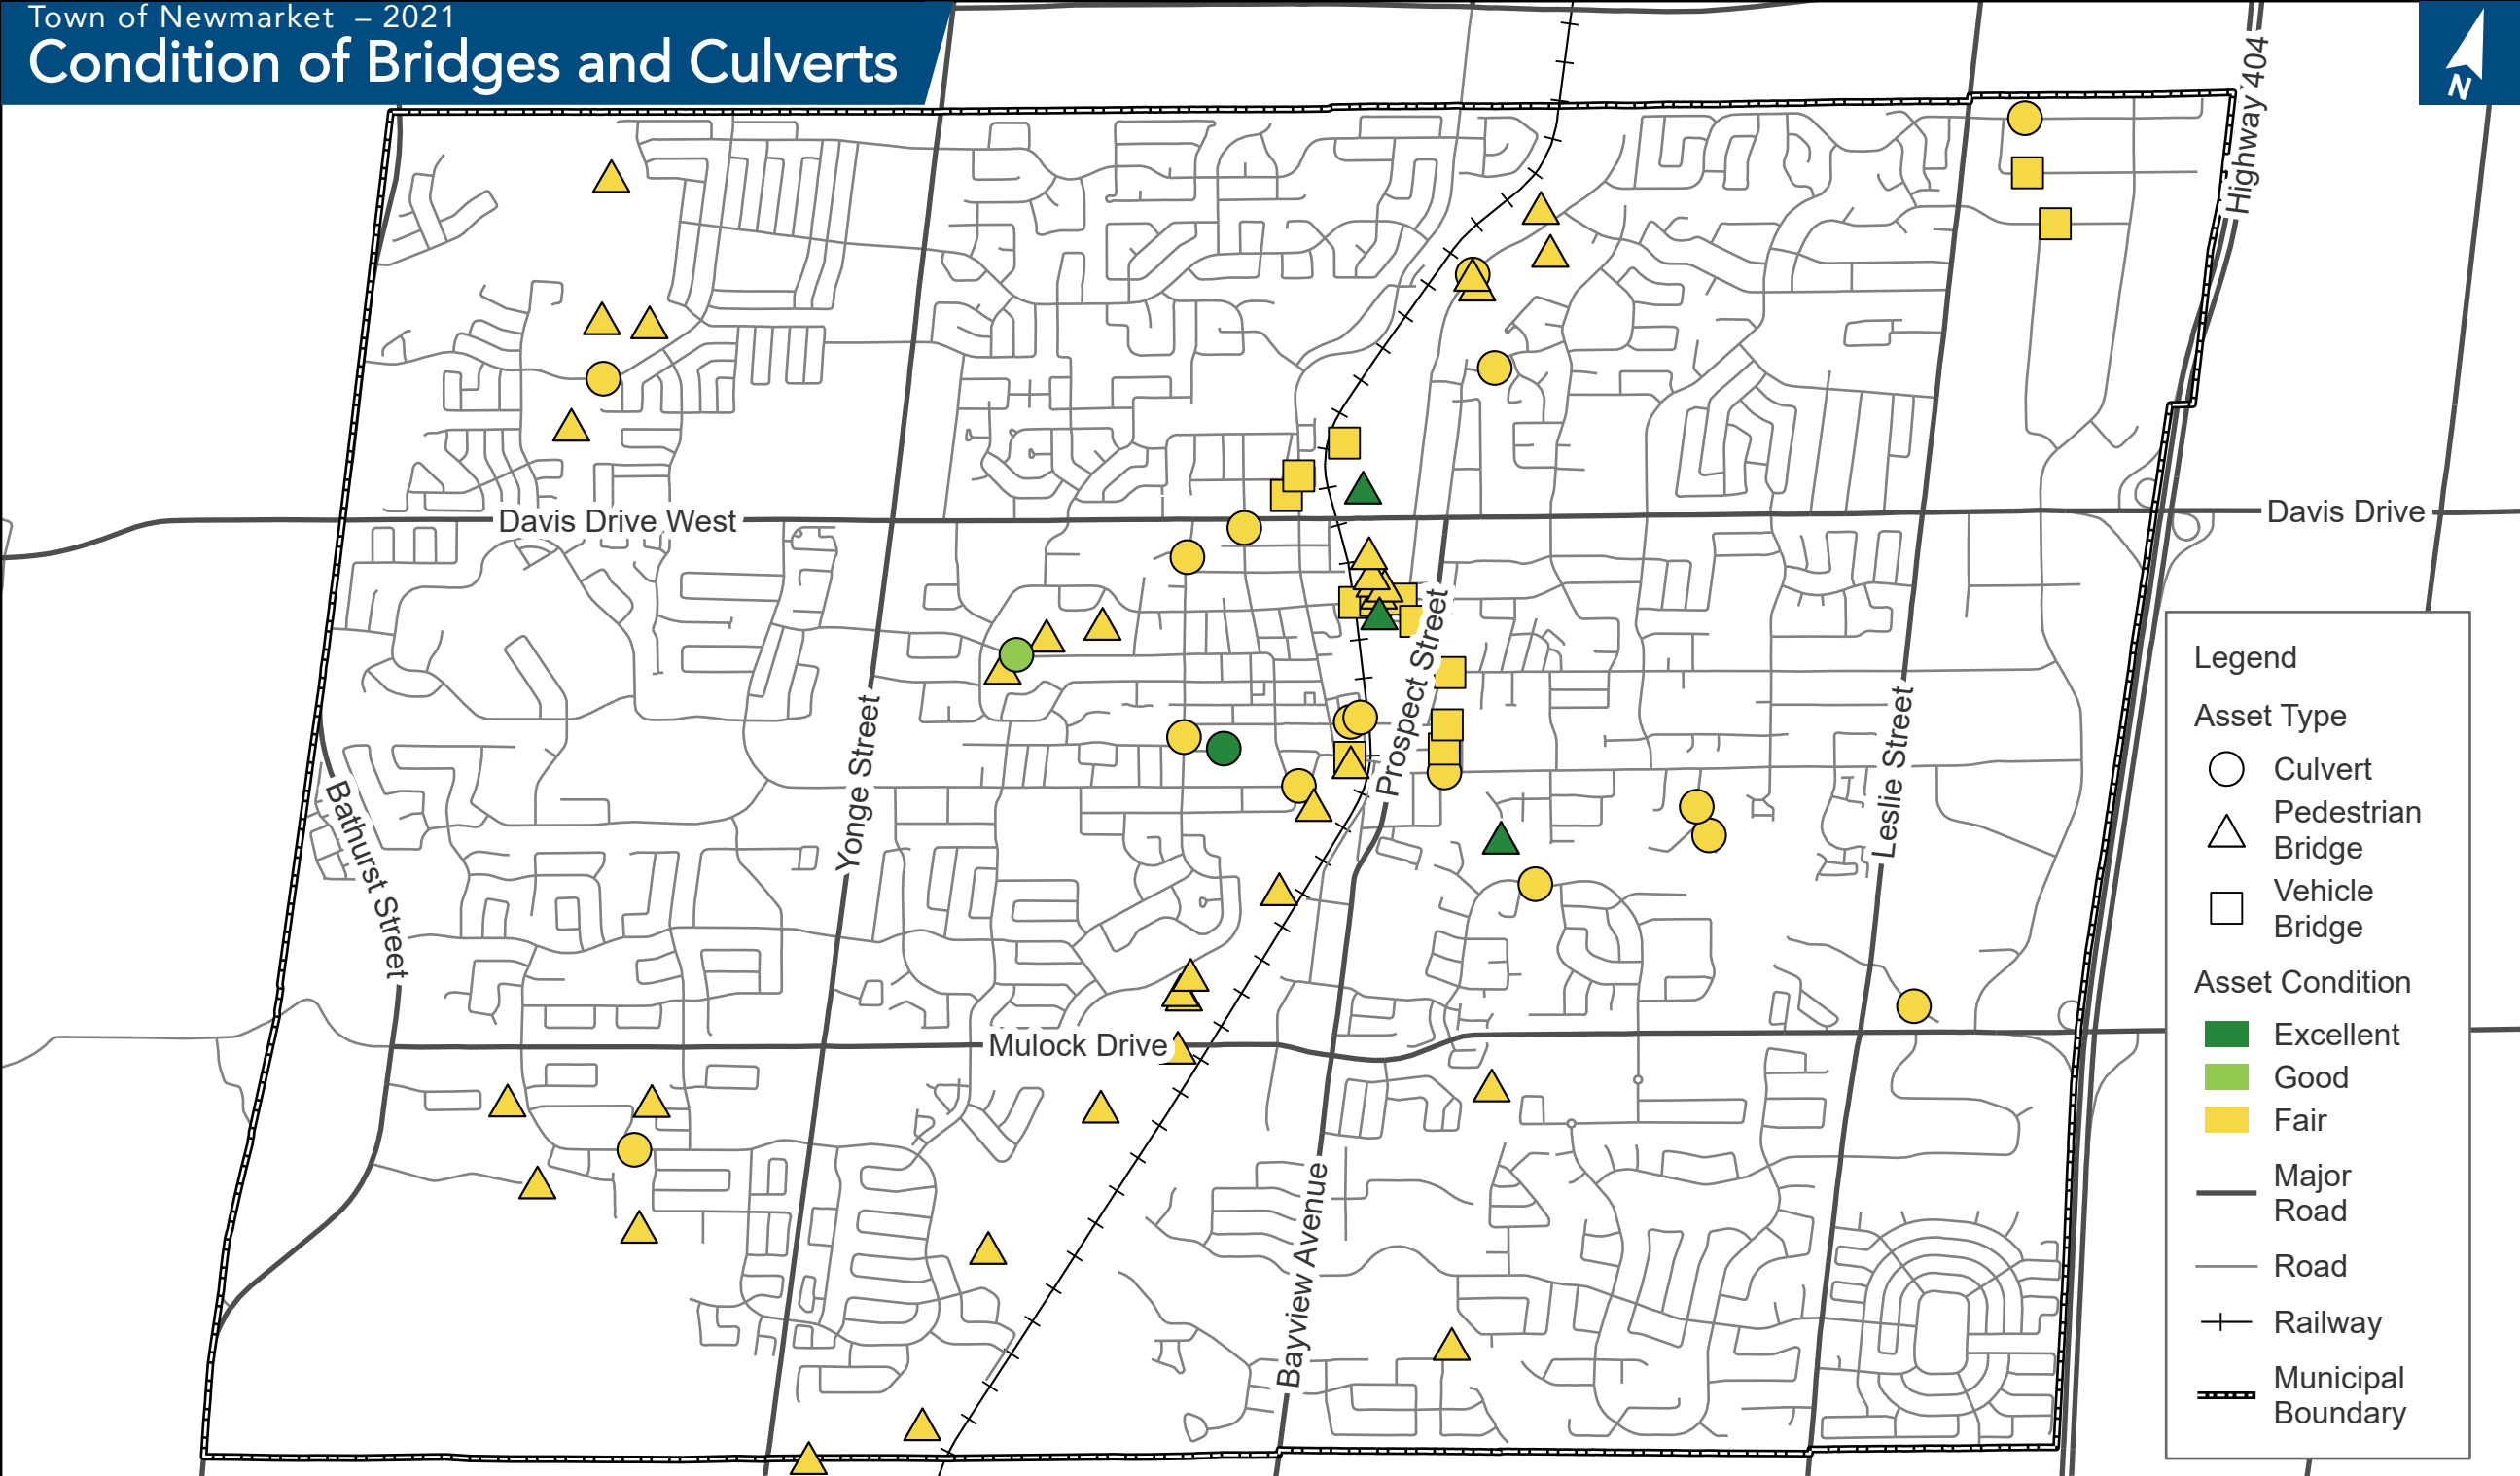 Town of Newmarket – 2021
Condition of Bridges and Culverts
N
Highway 404
Davis Drive West
Davis Drive
Prospect Street
Yonge Street
Leslie Street
Bathurst Street
Mulock Drive
Bayview Avenue
Legend
Asset Type
Culvert
Pedestrian
Bridge
Vehicle
Bridge
Asset Condition
Excellent
Good
Fair
Major
Road
Road
Railway
Municipal
Boundary